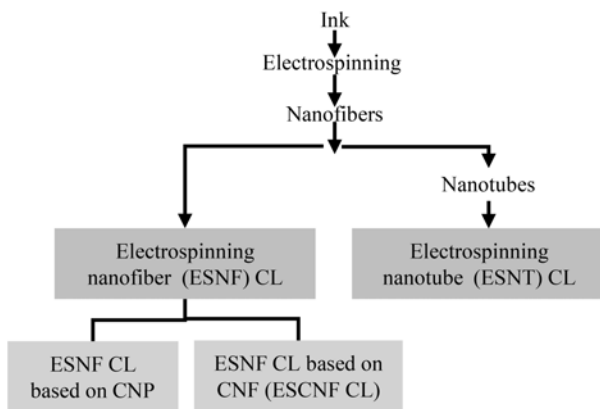 Ink
Electrospinning
Nanofibers
Nanotubes
Electrospinning
nanofiber (ESNF) CL
Electrospinning
nanotube (ESNT) CL
ESNF CL
based on CNP
ESNF CL based on
CNF (ESCNF CL)